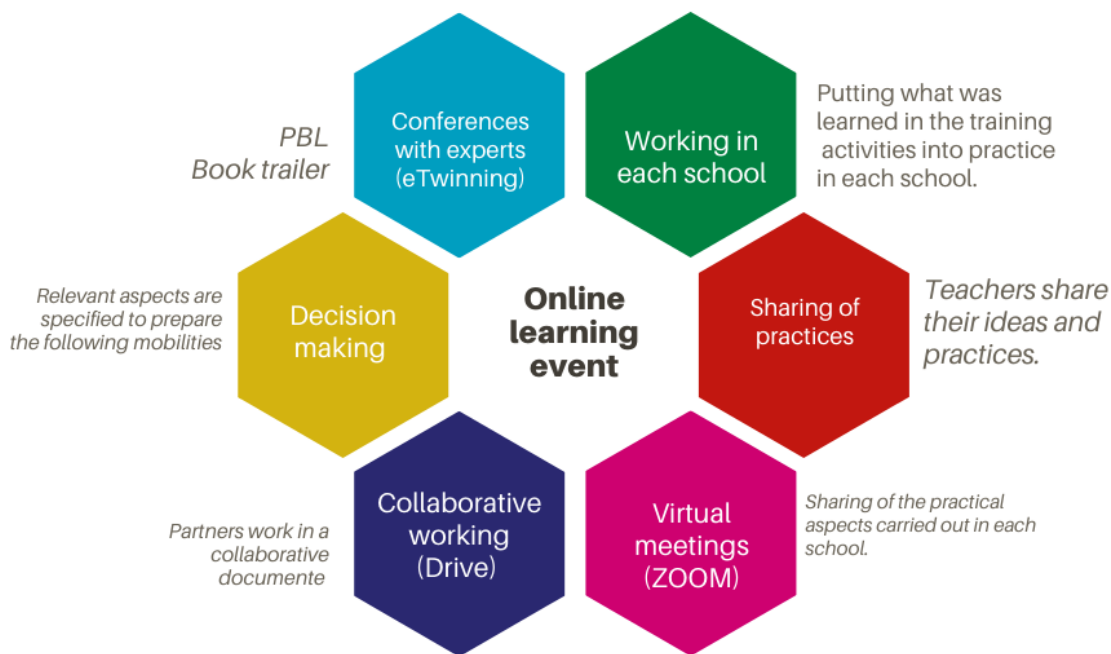 PBL
Book trailer
Conferences
with experts
(eTwinning)
Working in
each school
Putting what was
learned in the training
activities into practice
in each school.
Relevant aspects are
specified to prepare
the following mobilities
Decision
making
Online
learning
event
Sharing of
practices
Teachers share
their ideas and
practices.
Partners work in a
collaborative
documente
Collaborative
working
(Drive)
Virtual
meetings
(ZOOM)
Sharing of the practical
aspects carried out in each
school.